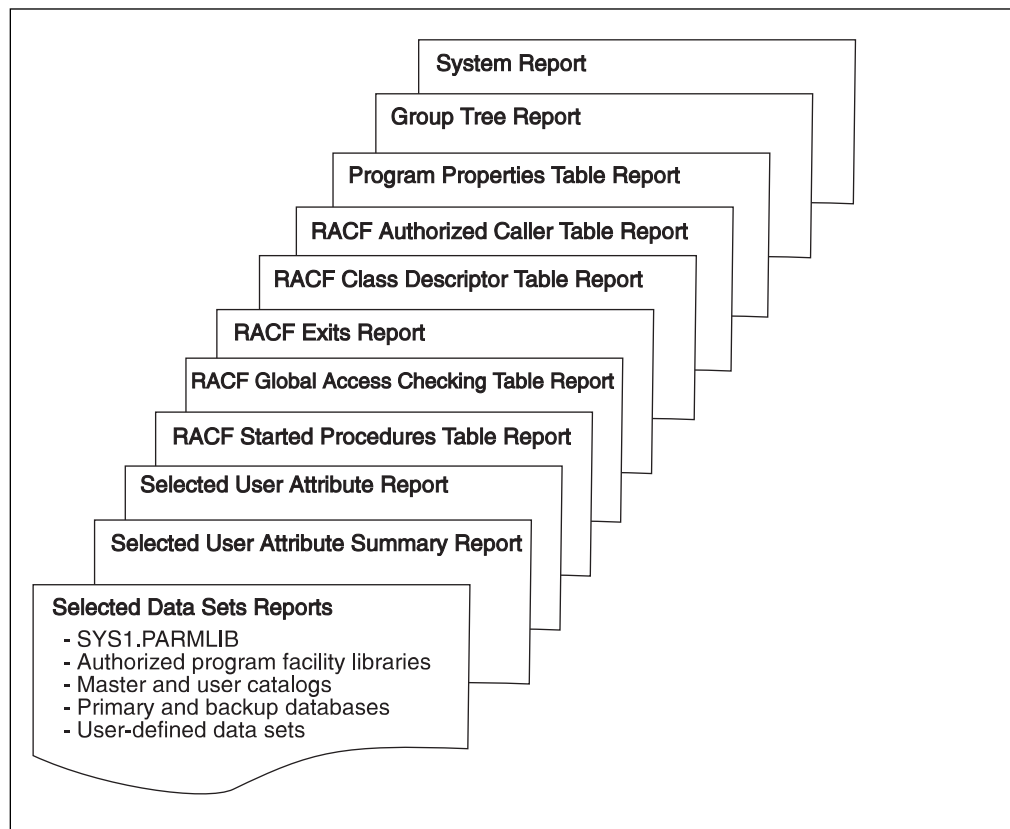 System Report
Group Tree Report
Program Properties Table Report
RACF Authorized Caller Table Report
RACF Class Descriptor Table Report
RACF Exits Report
RACF Global Access Checking Table Report
RACF Started Procedures Table Report
Selected User Attribute Report
Selected User Attribute Summary Report
Selected Data Sets Reports
- SYS1.PARMLIB
- Authorized program facility libraries
- Master and user catalogs
- Primary and backup databases
- User-defined data sets